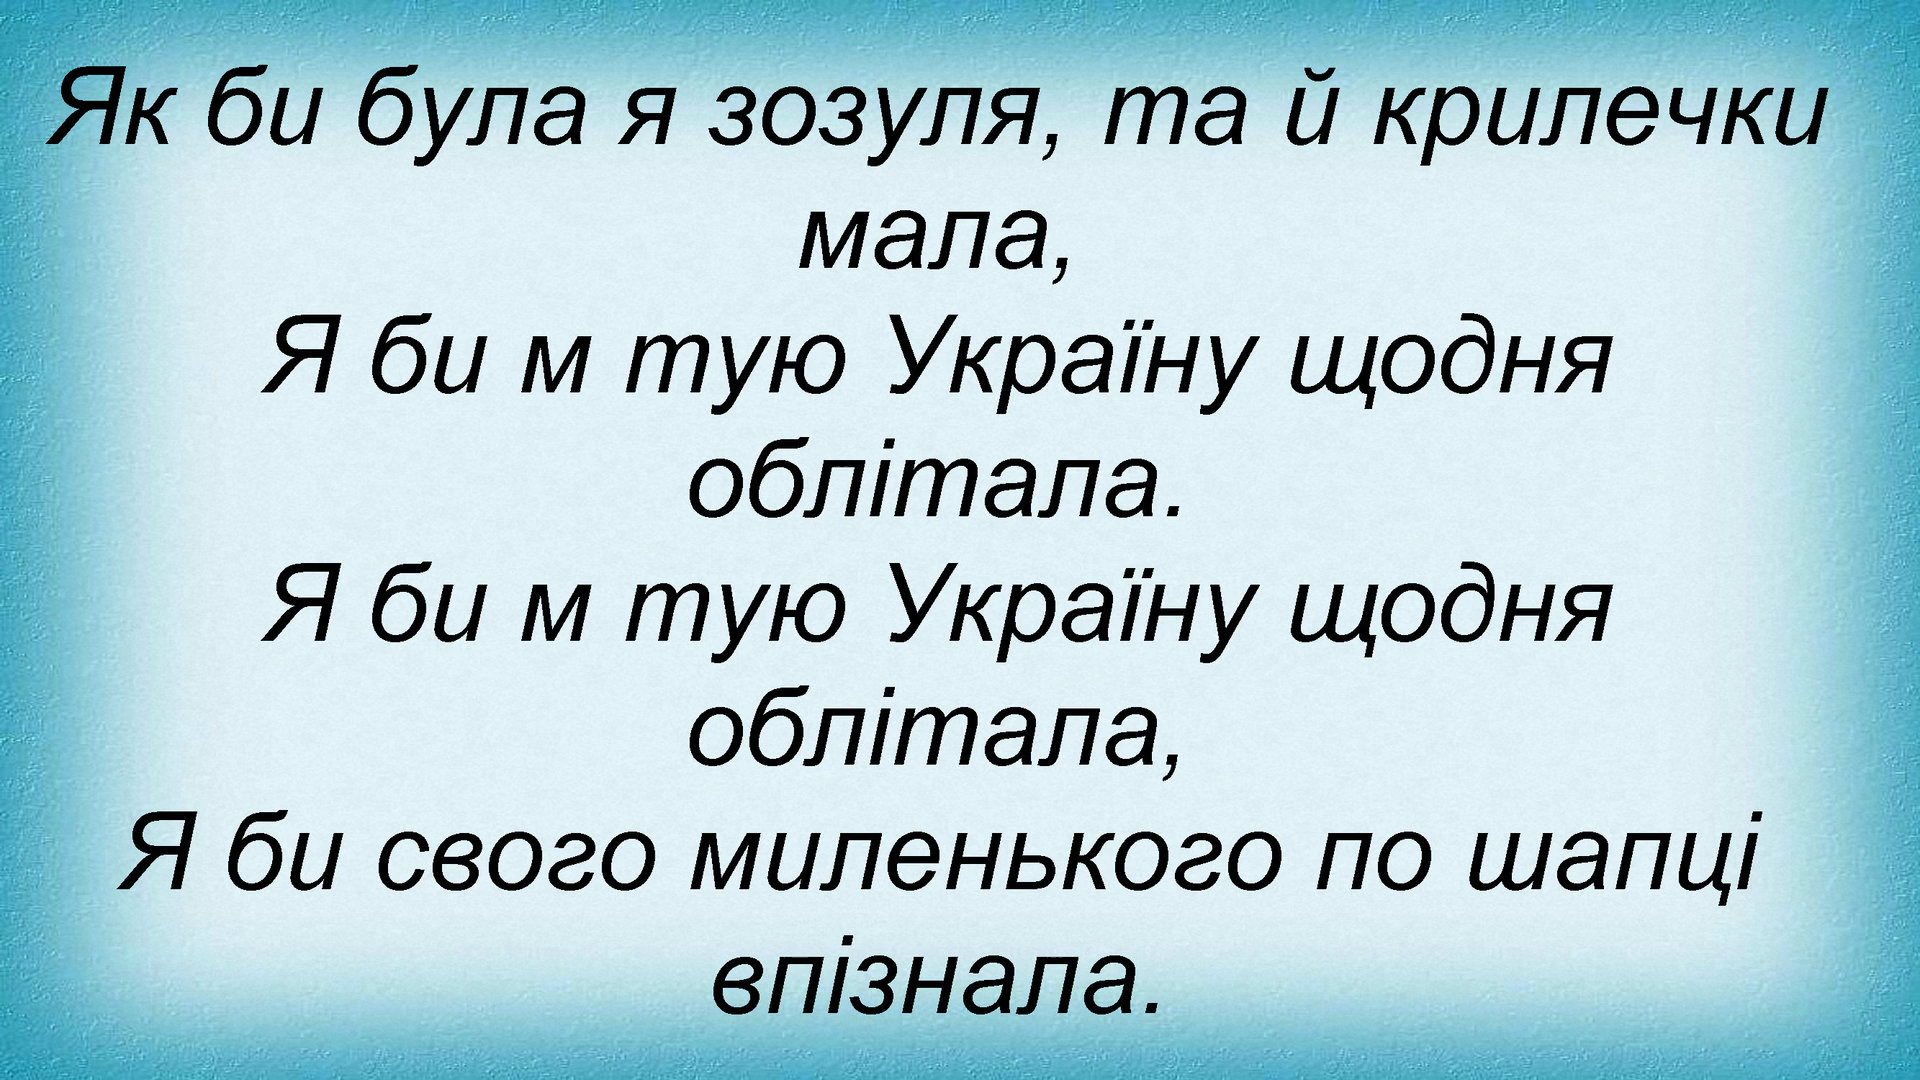 Як би була я зозуля, та й крилечки
мала,
Я би м тую Україну щодня
облітала.
Я би м тую Україну щодня
облітала,
Я би свого миленького по шапці
впізнала.